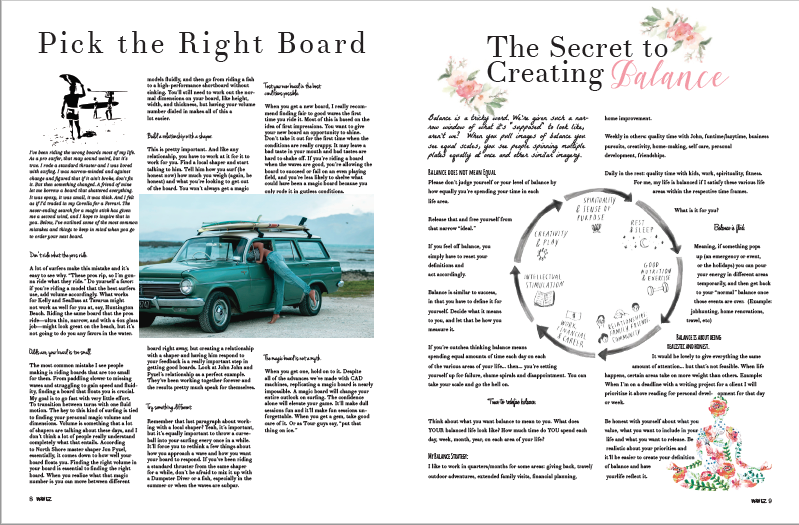 Pick the Right Board
I've been riding the wrong boards most of my life.
As a pro surfer, that may sound weird, but it's
true. I rode a standard thruster and I was bored
with surfing. I was narrow-minded and against
change and figured that if it ain't broke, don't fix
it. But then something changed. A friend of mine
let me borrow a board that shattered everything.
It was epoxy, it was small, it was thick. And I felt
as if I'd traded in my Corolla for a Ferrari. The
never-ending search for a magic stick has given
me a second wind, and I hope to inspire that in
you. Below, I've outlined some of the most common
mistakes and things to keep in mind when you go
to order your next board.
Don't ride what the pros ride
A lot of surfers make this mistake and it's
easy to see why. "These pros rip, so I'm gon-
na ride what they ride." Do yourself a favor:
if you're riding a model that the best surfers
use, add volume accordingly. What works
for Kelly and SeaBass at Tavarua might
not work as well for you at, say, Huntington
Beach. Riding the same board that the pros
ride—ultra thin, narrow, and with a 4oz glass
job—might look great on the beach, but it's
not going to do you any favors in the water.
Odds are, your board is too small
The most common mistake I see people
making is riding boards that are too small
for them. From paddling slower to missing
waves and struggling to gain speed and fluid-
ity, finding a board that floats you is crucial.
My goal is to go fast with very little effort.
To transition between turns with one fluid
motion. The key to this kind of surfing is tied
to finding your personal magic volume and
dimensions. Volume is something that a lot
of shapers are talking about these days, and I
don't think a lot of people really understand
completely what that entails. According
to North Shore master shaper Jon Pyzel,
essentially, it comes down to how well your
board floats you. Finding the right volume in
your board is essential to finding the right
board. When you realize what that magic
number is you can move between different
models fluidly, and then go from riding a fish
to a high-performance shortboard without
sinking. You'll still need to work out the nor-
mal dimensions on your board, like height,
width, and thickness, but having your volume
number dialed in makes all of this a
lot easier.
Build a relationship with a shaper
This is pretty important. And like any
relationship, you have to work at it for it to
work for you. Find a local shaper and start
talking to him. Tell him how you surf (be
honest now) how much you weigh (again, be
honest) and what you're looking to get out
of the board. You won't always get a magic
board right away, but creating a relationship
with a shaper and having him respond to
your feedback is a really important step in
getting good boards. Look at John John and
Pyzel's relationship as a perfect example.
They've been working together forever and
the results pretty much speak for themselves.
Try something different
Remember that last paragraph about work-
ing with a local shaper? Yeah, it's important,
but it's equally important to throw a curve-
ball into your surfing every once in a while.
It'll force you to rethink a few things about
how you approach a wave and how you want
your board to respond. If you've been riding
a standard thruster from the same shaper
for a while, don't be afraid to mix it up with
a Dumpster Diver or a fish, especially in the
summer or when the waves are subpar.
Test your new board in the best
conditions possible
When you get a new board, I really recom-
mend finding fair to good waves the first
time you ride it. Most of this is based on the
idea of first impressions. You want to give
your new board an opportunity to shine.
Don't take it out for the first time when the
conditions are really crappy. It may leave a
bad taste in your mouth and bad tastes are
hard to shake off. If you're riding a board
when the waves are good, you're allowing the
board to succeed or fail on an even playing
field, and you're less likely to shelve what
could have been a magic board because you
only rode it in gutless conditions.
The magic board is not a myth
When you get one, hold on to it. Despite
all of the advances we've made with CAD
machines, replicating a magic board is nearly
impossible. A magic board will change your
entire outlook on surfing. The confidence
alone will elevate your game. It'll make dull
sessions fun and it'll make fun sessions un-
forgettable. When you get a gem, take good
care of it. Or as Tour guys say, "put that
thing on ice."
8 WAVEZ
The Secret to
Creating Balance
Balance is a tricky word. We're given such a nar-
row window of what it's "supposed" to look like,
aren't we? When you pull images of balance you
see equal scales, you see people spinning multiple
plates equally at once and other similar imagery.
Balance does not mean Equal
Please don't judge yourself or your level of balance by
how equally you're spending your time in each
life area.
Release that and free yourself from
that narrow "ideal."
If you feel off balance, you
simply have to reset your
definitions and
act accordingly.
Balance is similar to success,
in that you have to define it for
yourself. Decide what it means
to you, and let that be how you
measure it.
If you're outches thinking balance means
spending equal amounts of time each day on each
of the various areas of your life... then... you're setting
yourself up for failure, shame spirals and disappointment. You can
take your scale and go the hell on.
Time to redefine balance.
Think about what you want balance to mean to you. What does
YOUR balanced life look like? How much time do YOU spend each
day, week, month, year, on each area of your life?
My Balance Strategy:
I like to work in quarters/months for some areas: giving back, travel/
outdoor adventures, extended family visits, financial planning,
home improvement.
Weekly in others: quality time with John, funtime/laytime, business
pursuits, creativity, home-making, self care, personal
development, friendships.
Daily in the rest: quality time with kids, work, spirituality, fitness.
For me, my life is balanced if I satisfy these various life
areas within the respective time frames.
What is it for you?
Balance is fluid.
Meaning, if something pops
up (an emergency or event,
or the holidays) you can pour
your energy in different areas
temporarily, and then get back
to your "normal" balance once
those events are over. (Example:
jobhunting, home renovations,
travel, etc)
Balance is about being
realistic and honest.
It would be lovely to give everything the same
amount of attention... but that's not feasible. When life
happens, certain areas take on more weight than others. Example:
When I'm on a deadline with a writing project for a client I will
prioritise it above reading for personal devel- opment for that day
or week.
Be honest with yourself about what you
value, what you want to include in your
life and what you want to release. Be
realistic about your priorities and
it'll be easier to create your definition
of balance and have
yourlife reflect it.
SPIRITUALITY
& SENSE OF
PURPOSE
REST
& SLEEP
GOOD
NUTRITION
& EXERCISE
RELATIONSHIPS,
FAMILY, FRIENDS,
COMMUNITY
WORK,
FINANCIAL,
CAREER
INTELLECTUAL
STIMULATION
CREATIVITY
& PLAY
WAVEZ 9